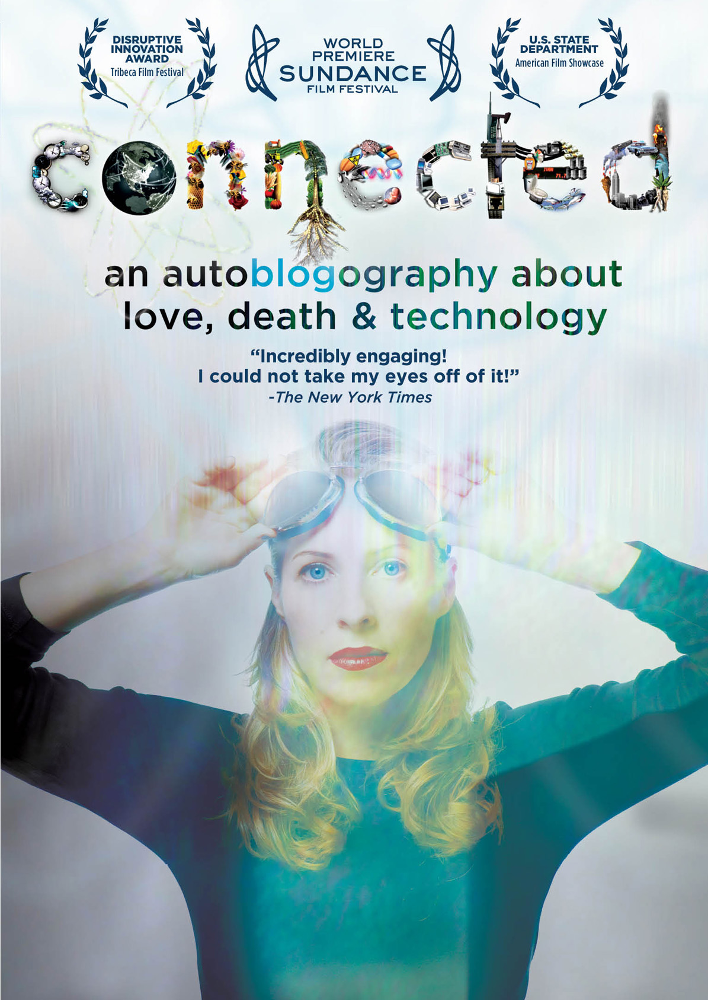 DISRUPTIVE
INNOVATION
AWARD
Tribeca Film Festival
WORLD
PREMIERE
SUNDANCE
FILM FESTIVAL
U.S. STATE
DEPARTMENT
American Film Showcase
connected
an autoblogography about
love, death & technology
“Incredibly engaging!
I could not take my eyes off of it!”
-The New York Times